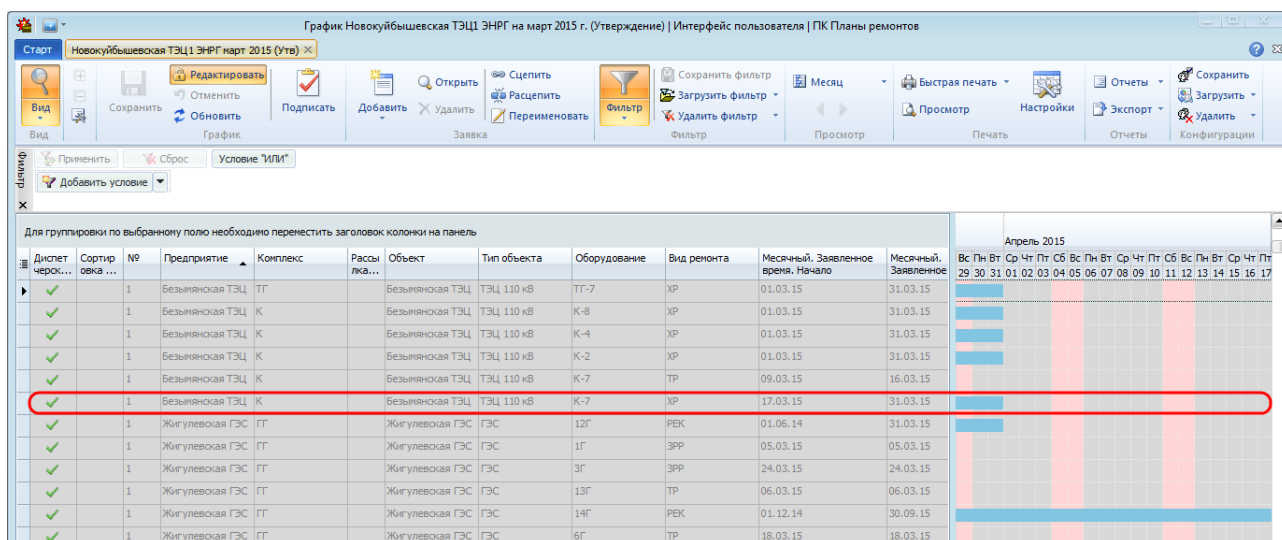 График Новокуйбышевская ТЭЦ1 ЭНРГ на март 2015 г. (Утверждение) | Интерфейс пользователя | ПК Планы ремонтов
Старт Новокуйбышевская ТЭЦ1 ЭНРГ март 2015 (Утв)
Редактировать Открыть Сцепить Сохранить фильтр Месяц Быстрая печать Отчеты Сохранить
Вид Сохранить Отменить Подписать Добавить Удалить Расцепить Фильтр Загрузить фильтр Настройки Загрузить
Обновить Переименовать Удалить фильтр Просмотр Экспорт Удалить
Вид График Заявка Фильтр Просмотр Печать Отчеты Конфигурации
Фильтр
Применить Сброс Условие "ИЛИ"
Добавить условие
Для группировки по выбранному полю необходимо переместить заголовок колонки на панель
Апрель 2015
Диспет Сортир № Предприятие Комплекс Рассы Объект Тип объекта Оборудование Вид ремонта Месячный. Заявленное Месячный. Вс Пн Вт Ср Чт Пт Сб Вс Пн Вт Ср Чт Пт Сб Вс Пн Вт Ср Чт Пт
черск... овка ... лка... время. Начало Заявленное 29 30 31 01 02 03 04 05 06 07 08 09 10 11 12 13 14 15 16 17
1 Безымянская ТЭЦ ТГ Безымянская ТЭЦ ТЭЦ 110 кВ ТГ-7 ХР 01.03.15 31.03.15
1 Безымянская ТЭЦ К Безымянская ТЭЦ ТЭЦ 110 кВ К-8 ХР 01.03.15 31.03.15
1 Безымянская ТЭЦ К Безымянская ТЭЦ ТЭЦ 110 кВ К-4 ХР 01.03.15 31.03.15
1 Безымянская ТЭЦ К Безымянская ТЭЦ ТЭЦ 110 кВ К-2 ХР 01.03.15 31.03.15
1 Безымянская ТЭЦ К Безымянская ТЭЦ ТЭЦ 110 кВ К-7 ТР 09.03.15 16.03.15
1 Безымянская ТЭЦ К Безымянская ТЭЦ ТЭЦ 110 кВ К-7 ХР 17.03.15 31.03.15
1 Жигулевская ГЭС ГГ Жигулевская ГЭС ГЭС 12Г РЕК 01.06.14 31.03.15
1 Жигулевская ГЭС ГГ Жигулевская ГЭС ГЭС 1Г ЗРР 05.03.15 05.03.15
1 Жигулевская ГЭС ГГ Жигулевская ГЭС ГЭС 3Г ЗРР 24.03.15 24.03.15
1 Жигулевская ГЭС ГГ Жигулевская ГЭС ГЭС 13Г ТР 06.03.15 06.03.15
1 Жигулевская ГЭС ГГ Жигулевская ГЭС ГЭС 14Г РЕК 01.12.14 30.09.15
1 Жигулевская ГЭС ГГ Жигулевская ГЭС ГЭС 6Г ТР 18.03.15 18.03.15